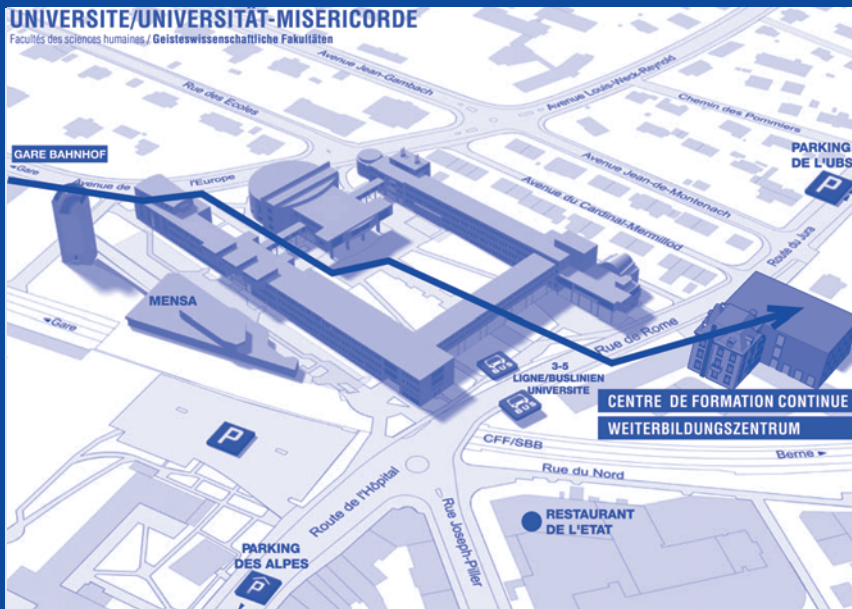 UNIVERSITE/UNIVERSITÄT-MISERICORDE
Facultés des sciences humaines / Geisteswissenschaftliche Fakultäten
Avenue Jean-Gambach
Rue des Ecoles
Avenue Louis-Weck-Reynold
Chemin des Pommiers
GARE BAHNHOF
◄Gare
Avenue de l'Europe
PARKING
DE L'UBS
P
Avenue Jean-de-Montenach
Avenue du Cardinal-Mermillod
Route du Jura
MENSA
◄Gare
Rue de Rome
3-5
LIGNE/BUSLINIEN
UNIVERSITE
CENTRE DE FORMATION CONTINUE
WEITERBILDUNGSZENTRUM
P
CFF/SBB
Berne ►
Rue du Nord
Route de l'Hôpital
Rue Joseph-Piller
RESTAURANT
DE L'ETAT
PARKING
DES ALPES
P